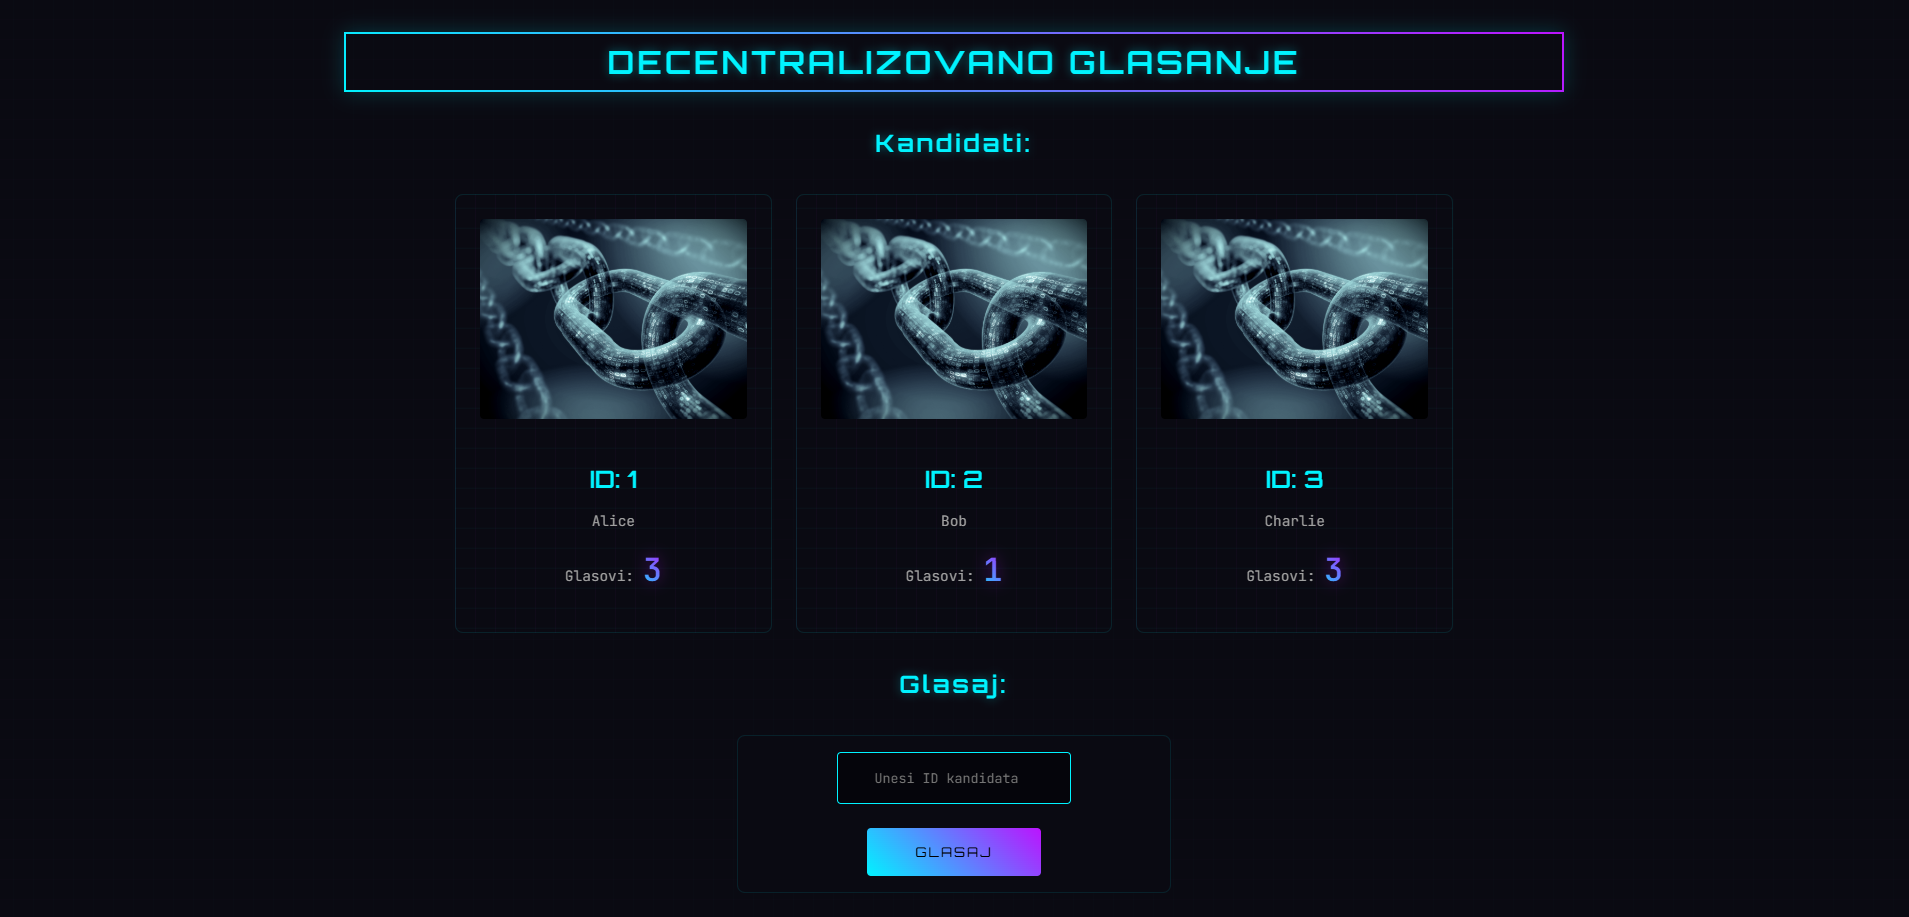 DECENTRALIZOVANO GLASANJE
Kandidati:
ID: 1
Alice
Glasovi: 3
ID: 2
Bob
Glasovi: 1
ID: 3
Charlie
Glasovi: 3
Glasaj:
Unesi ID kandidata
GLASAJ